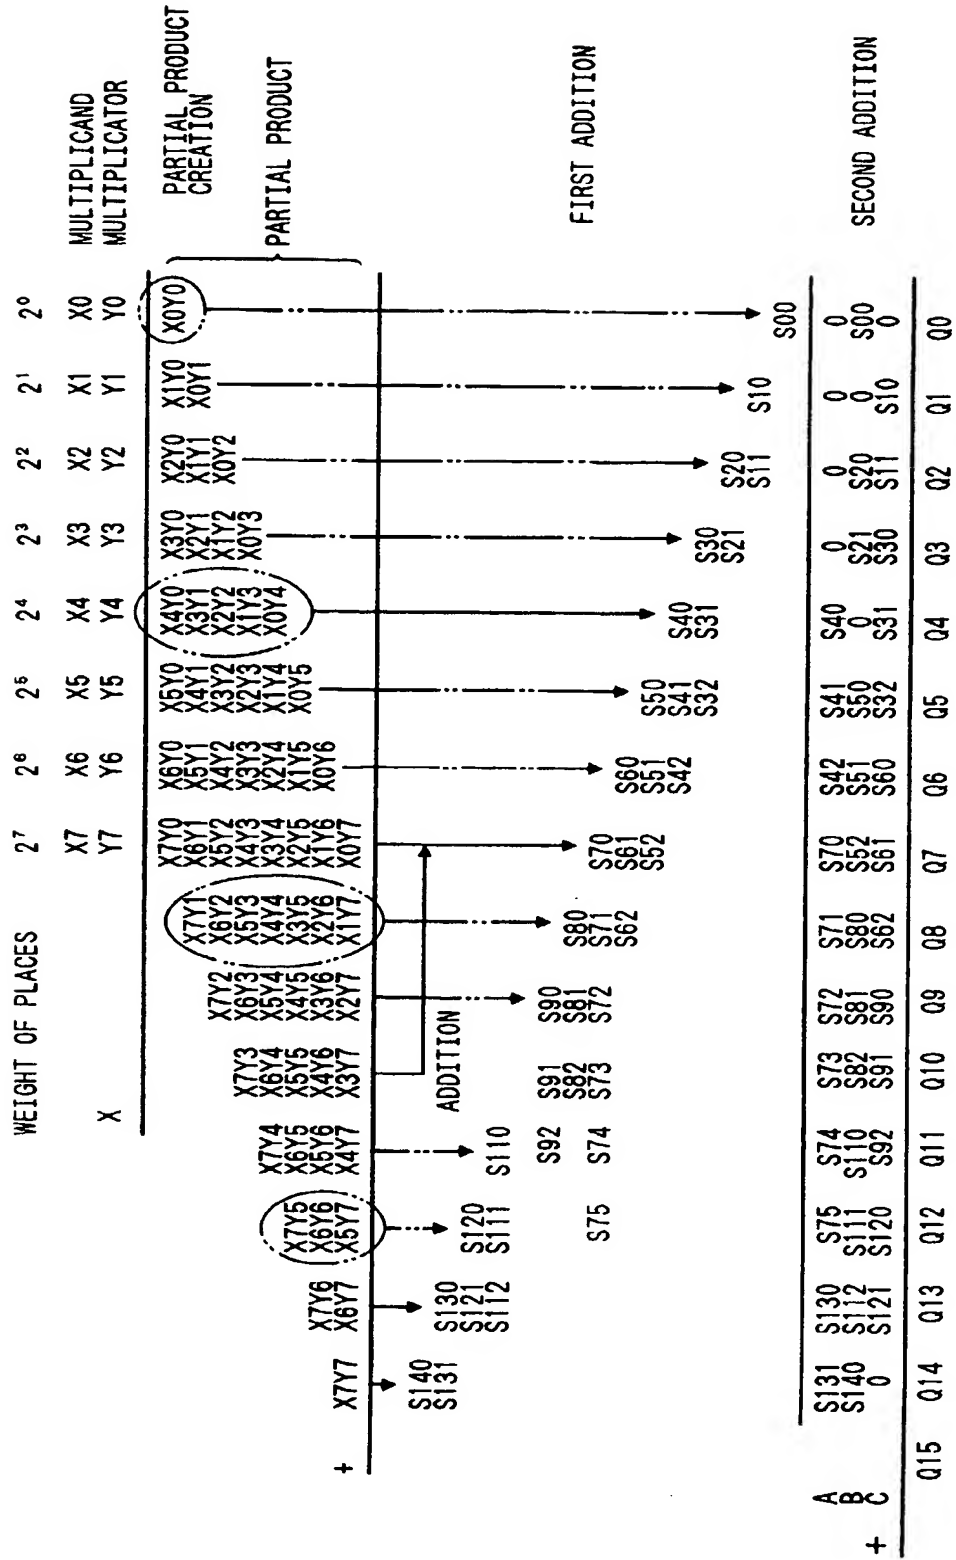 WEIGHT OF PLACES 2⁷ 2⁶ 2⁵ 2⁴ 2³ 2² 2¹ 2⁰
X7 X6 X5 X4 X3 X2 X1 X0 MULTIPLICAND
X Y7 Y6 Y5 Y4 Y3 Y2 Y1 Y0 MULTIPLICATOR
X7Y0 X6Y0 X5Y0 X4Y0 X3Y0 X2Y0 X1Y0 X0Y0 PARTIAL PRODUCT
X7Y1 X6Y1 X5Y1 X4Y1 X3Y1 X2Y1 X1Y1 X0Y1 CREATION
X7Y2 X6Y2 X5Y2 X4Y2 X3Y2 X2Y2 X1Y2 X0Y2
X7Y3 X6Y3 X5Y3 X4Y3 X3Y3 X2Y3 X1Y3 X0Y3
X7Y4 X6Y4 X5Y4 X4Y4 X3Y4 X2Y4 X1Y4 X0Y4 PARTIAL PRODUCT
X7Y5 X6Y5 X5Y5 X4Y5 X3Y5 X2Y5 X1Y5 X0Y5
X7Y6 X6Y6 X5Y6 X4Y6 X3Y6 X2Y6 X1Y6 X0Y6
+ X7Y7 X6Y7 X5Y7 X4Y7 X3Y7 X2Y7 X1Y7 X0Y7
S140
S131 S130 ADDITION
S121 S120
S112 S111 S110
S92 S91 S90
S82 S81 S80 FIRST ADDITION
S75 S74 S73 S72 S71 S70
S62 S61 S60
S52 S51 S50
S42 S41 S40
S32 S31 S30
S21 S20
S11 S10
S00
A S131 S130 S75 S74 S73 S72 S71 S70 S42 S41 S40 0 0 0 0
B S140 S112 S111 S110 S82 S81 S80 S52 S51 S50 0 S21 S20 0 S00 SECOND ADDITION
+ C 0 S121 S120 S92 S91 S90 S62 S61 S60 S32 S31 S30 S11 S10 0
Q15 Q14 Q13 Q12 Q11 Q10 Q9 Q8 Q7 Q6 Q5 Q4 Q3 Q2 Q1 Q0